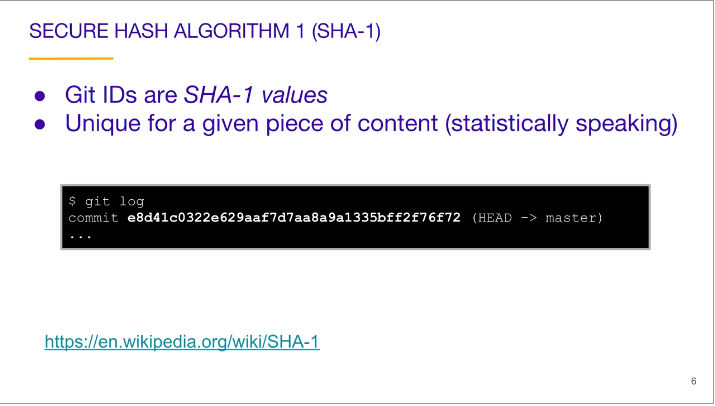 SECURE HASH ALGORITHM 1 (SHA-1)
● Git IDs are SHA-1 values
● Unique for a given piece of content (statistically speaking)
$ git log
commit e8d41c0322e629aaf7d7aa8a9a1335bff2f76f72 (HEAD -> master)
...
https://en.wikipedia.org/wiki/SHA-1
6